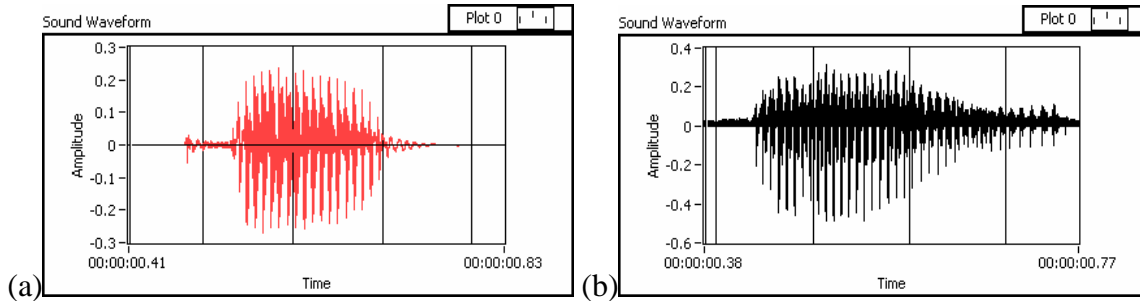 Sound Waveform
Plot 0
0.3
0.2
0.1
0
-0.1
-0.2
-0.3
Amplitude
00:00:00.41
00:00:00.83
Time
(a)
Sound Waveform
Plot 0
0.4
0.2
0
-0.2
-0.4
-0.6
Amplitude
00:00:00.38
00:00:00.77
Time
(b)